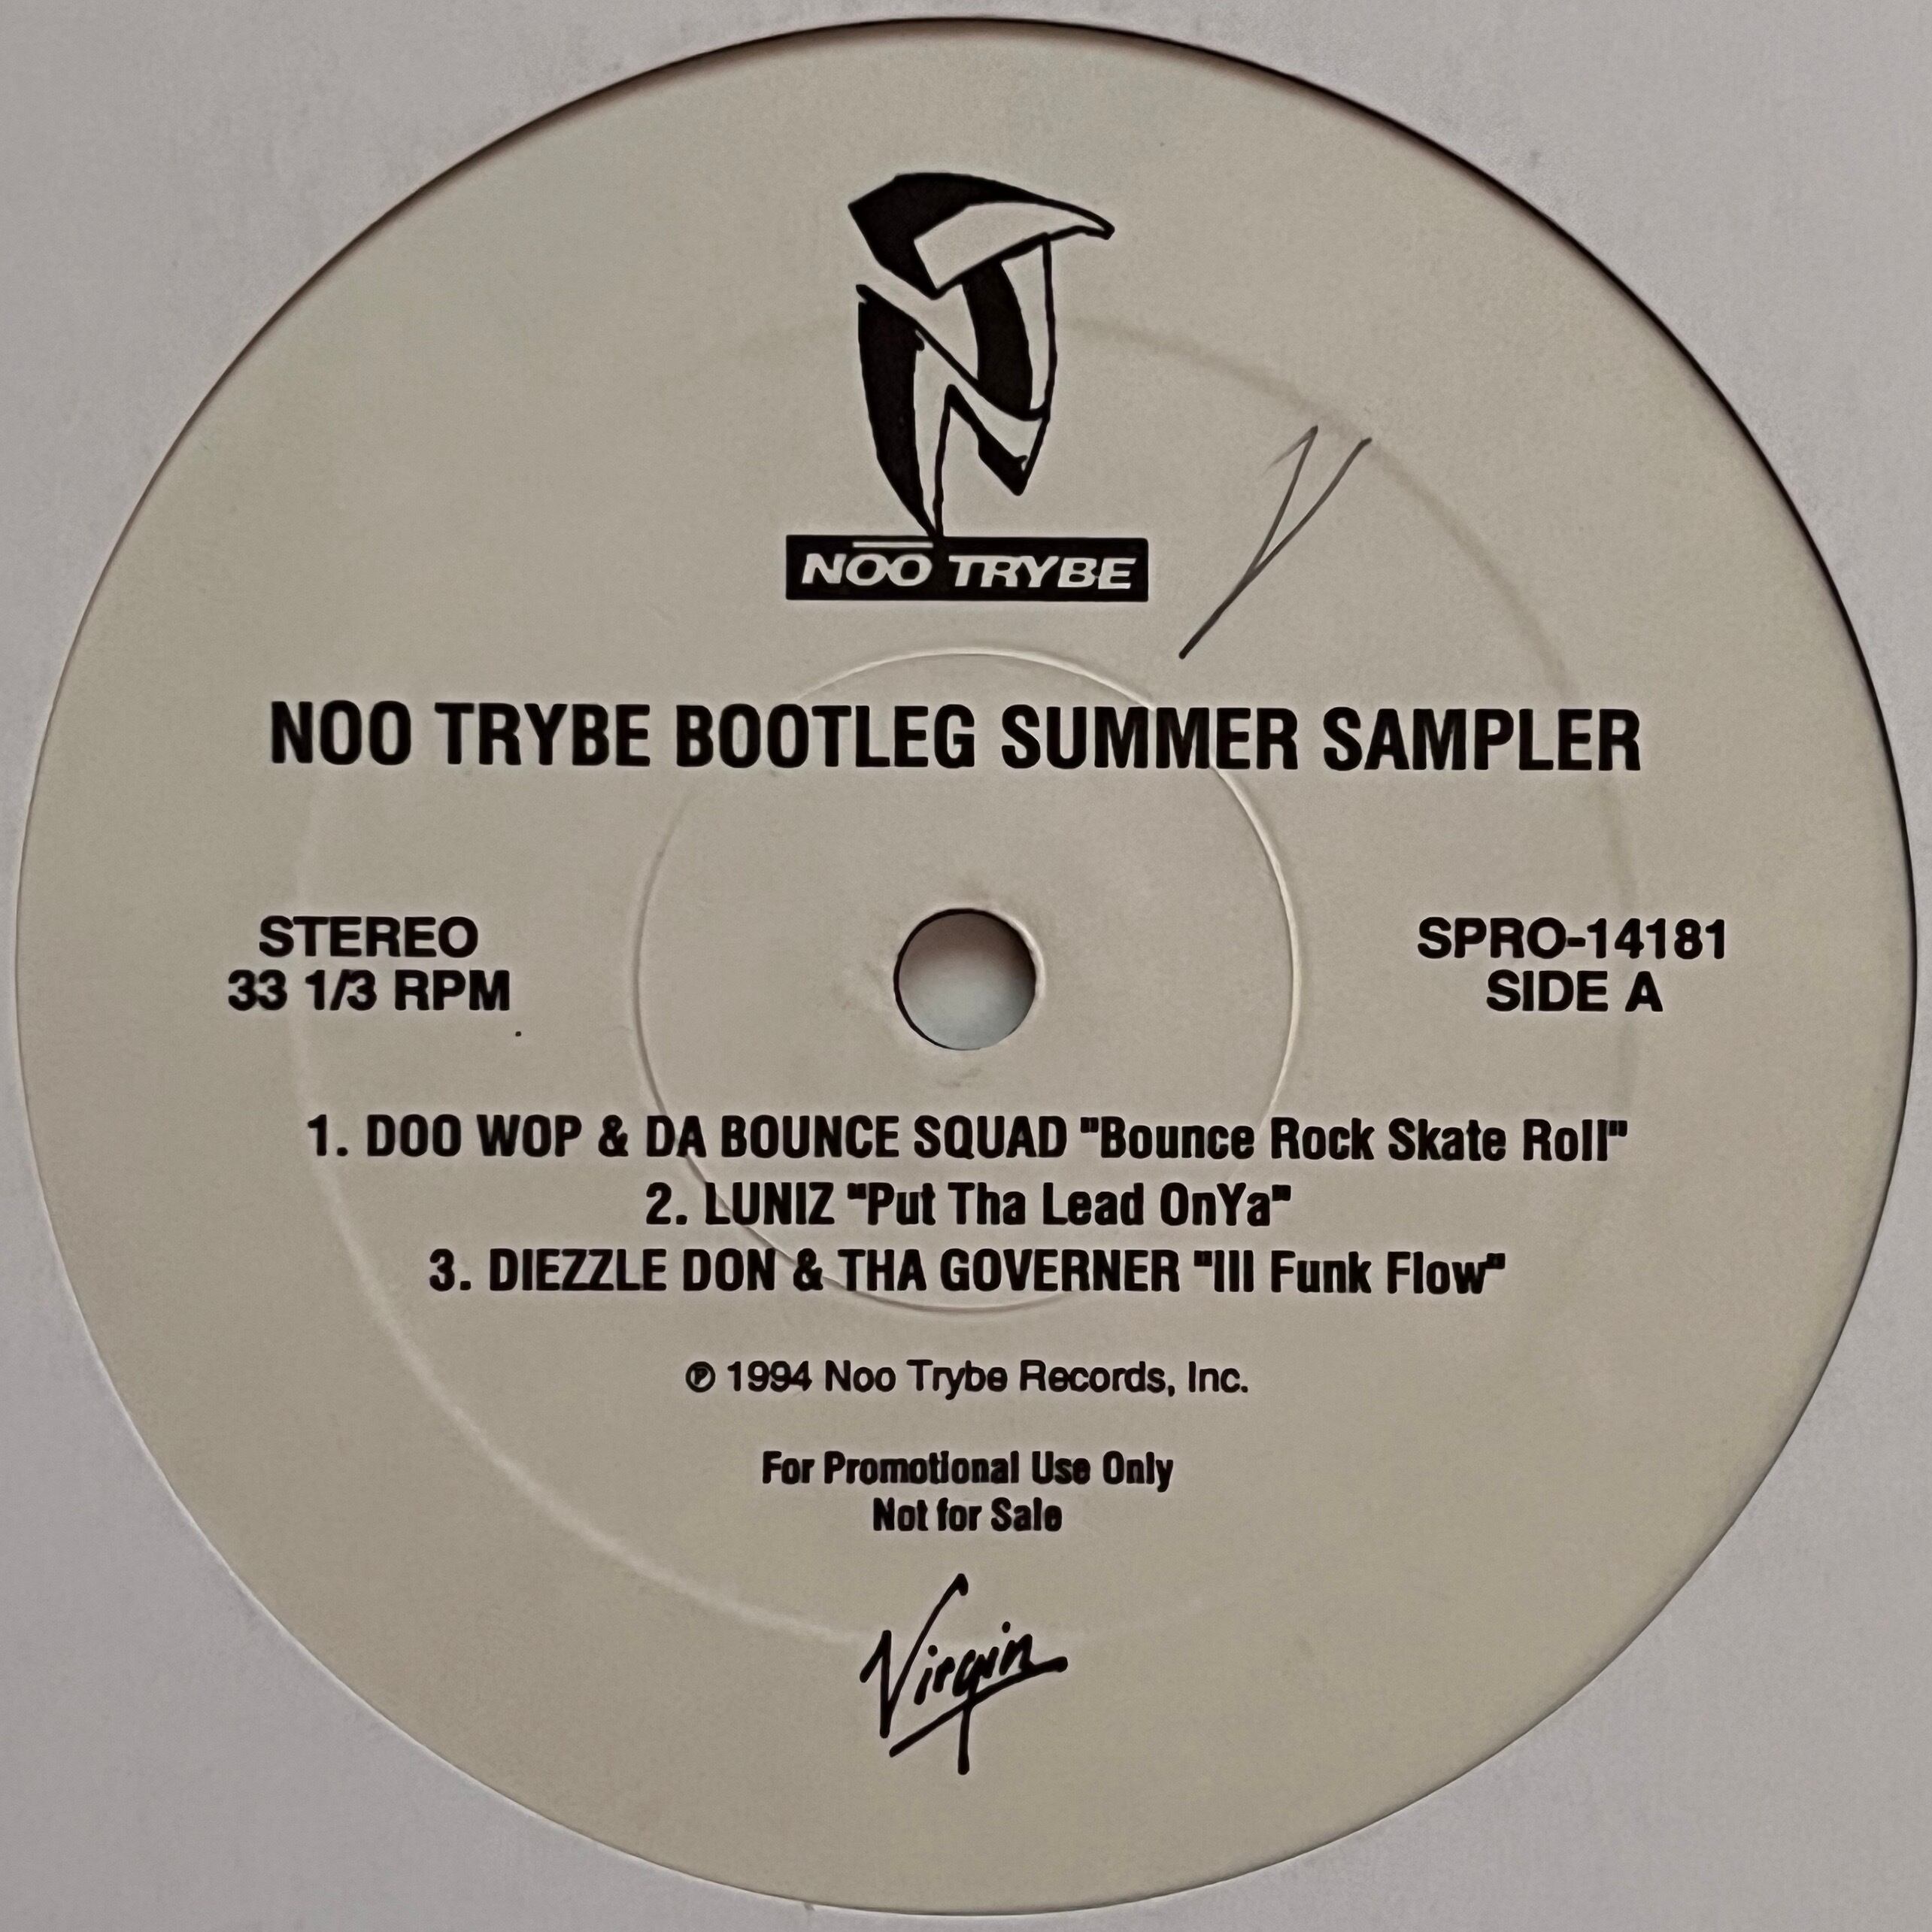 NOO TRYBE
NOO TRYBE BOOTLEG SUMMER SAMPLER
STEREO
33 1/3 RPM
SPRO-14181
SIDE A
1. DOO WOP & DA BOUNCE SQUAD "Bounce Rock Skate Roll"
2. LUNIZ "Put Tha Lead OnYa"
3. DIEZZLE DON & THA GOVERNER "Ill Funk Flow"
℗ 1994 Noo Trybe Records, Inc.
For Promotional Use Only
Not for Sale
Virgin